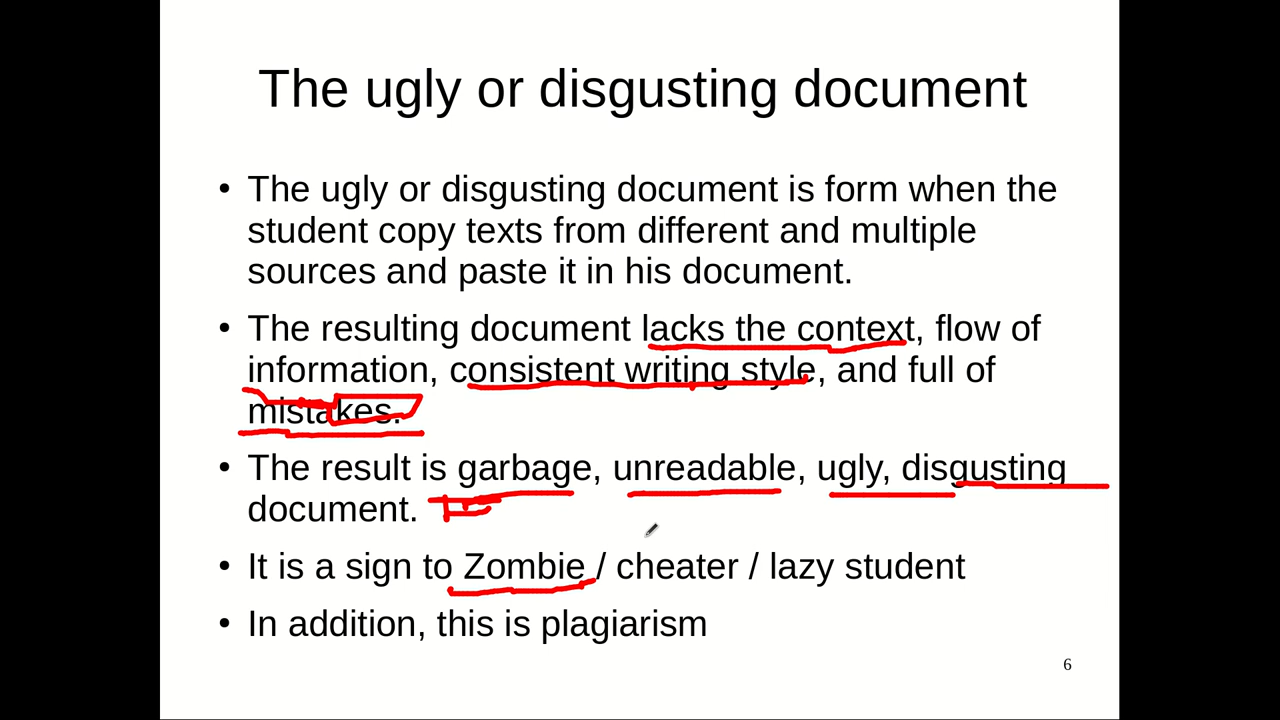 The ugly or disgusting document
• The ugly or disgusting document is form when the
student copy texts from different and multiple
sources and paste it in his document.
• The resulting document lacks the context, flow of
information, consistent writing style, and full of
mistakes.
• The result is garbage, unreadable, ugly, disgusting
document.
• It is a sign to Zombie / cheater / lazy student
• In addition, this is plagiarism
6